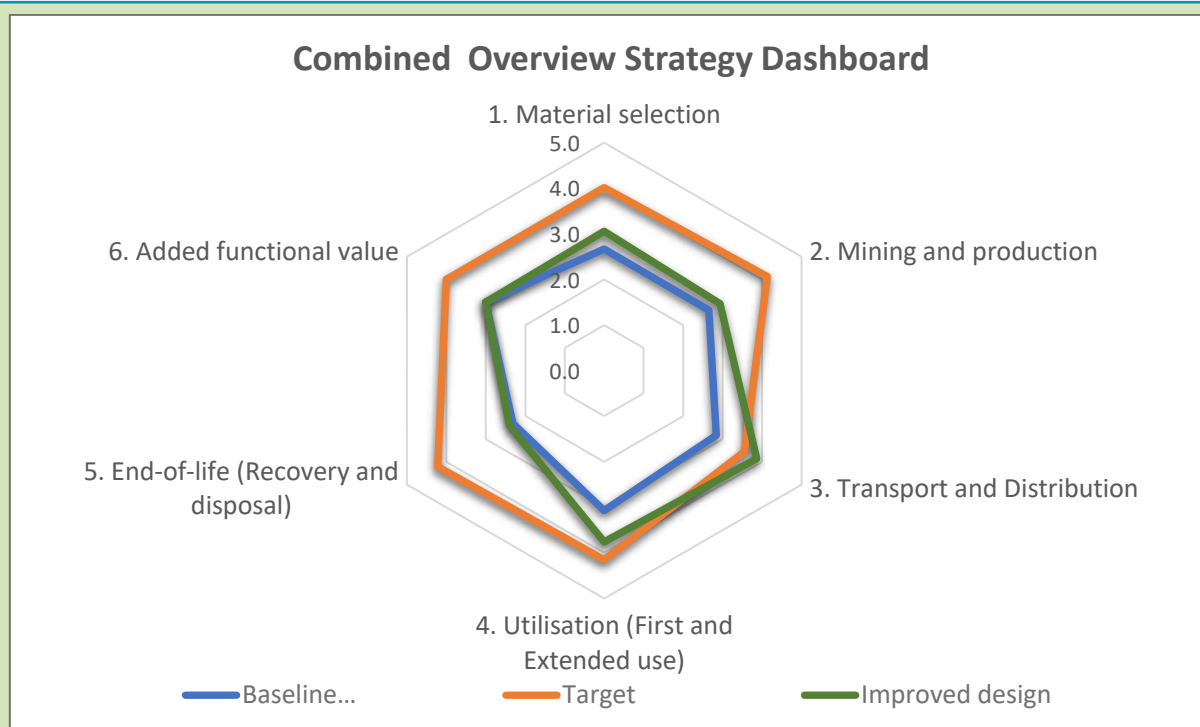 Combined  Overview Strategy Dashboard
1. Material selection
5.0
4.0
3.0
2.0
1.0
0.0
2. Mining and production
3. Transport and Distribution
4. Utilisation (First and
Extended use)
5. End-of-life (Recovery and
disposal)
6. Added functional value
Baseline...
Target
Improved design